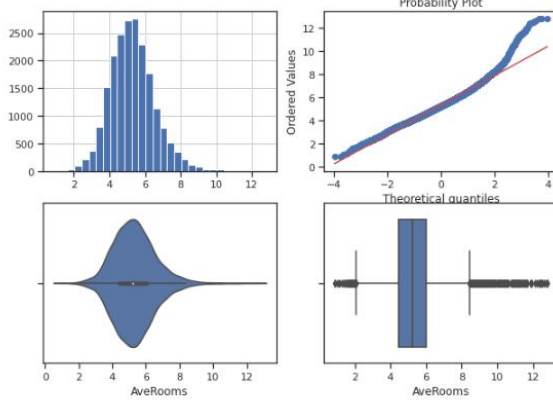 Probability Plot
2500
2000
1500
1000
500
0
2 4 6 8 10 12
Ordered Values
12
10
8
6
4
2
0
−4 −2 0 2 4
Theoretical quantiles
0 2 4 6 8 10 12
AveRooms
2 4 6 8 10 12
AveRooms